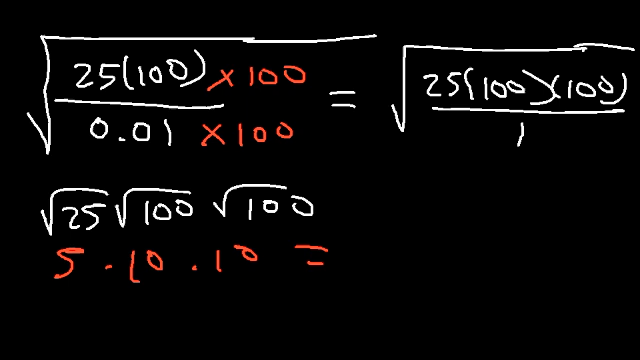 √(25(100) × 100 / 0.01 × 100) = √(25(100)(100) / 1)
√25 √100 √100
5 · 10 · 10 =